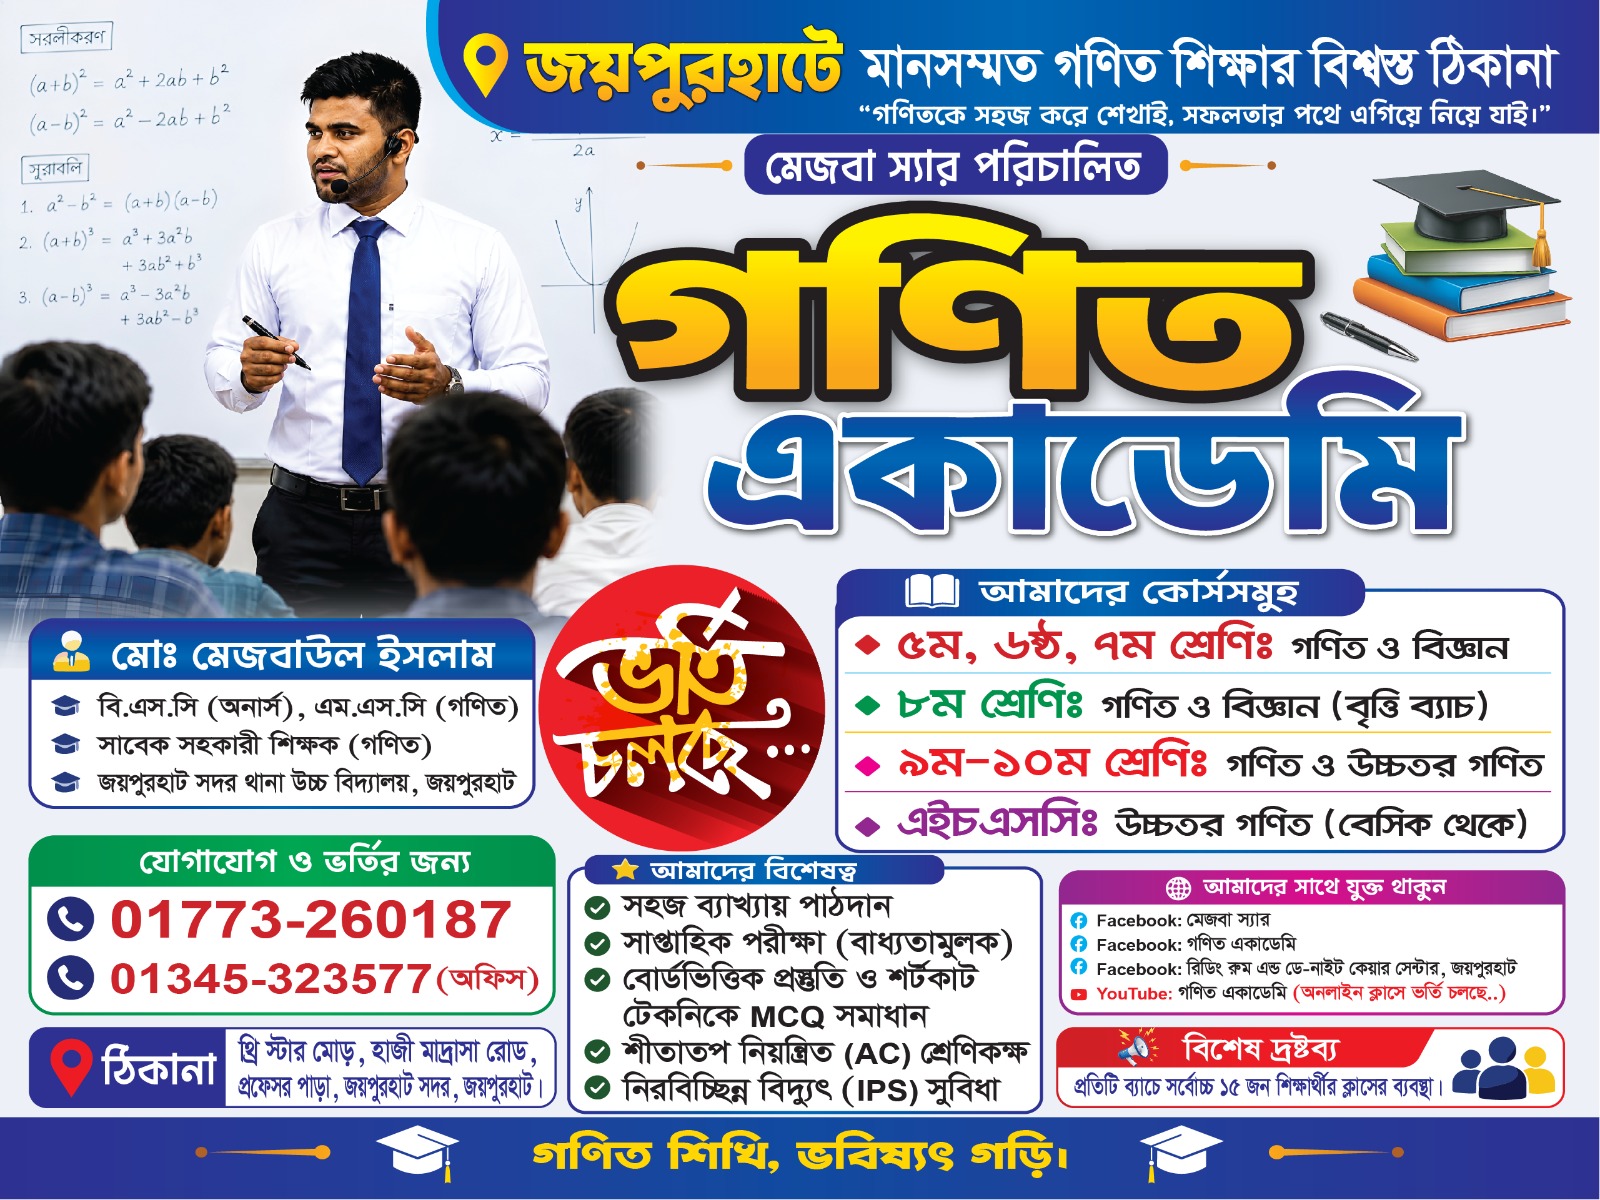 সরলীকরণ
(a+b)² = a² + 2ab + b²
(a-b)² = a² - 2ab + b²
সুরাবলি
1. a² - b² = (a+b)(a-b)
2. (a+b)³ = a³ + 3a²b
+ 3ab² + b³
3. (a-b)³ = a³ - 3a²b
+ 3ab² - b³
x =
2a
y
জয়পুরহাটে মানসম্মত গণিত শিক্ষার বিশ্বস্ত ঠিকানা
“গণিতকে সহজ করে শেখাই, সফলতার পথে এগিয়ে নিয়ে যাই।”
মেজবা স্যার পরিচালিত
গণিত
একাডেমি
মোঃ মেজবাউল ইসলাম
বি.এস.সি (অনার্স), এম.এস.সি (গণিত)
সাবেক সহকারী শিক্ষক (গণিত)
জয়পুরহাট সদর থানা উচ্চ বিদ্যালয়, জয়পুরহাট
ভর্তি
চলছে...
আমাদের কোর্সসমুহ
৫ম, ৬ষ্ঠ, ৭ম শ্রেণিঃ গণিত ও বিজ্ঞান
৮ম শ্রেণিঃ গণিত ও বিজ্ঞান (বৃত্তি ব্যাচ)
৯ম-১০ম শ্রেণিঃ গণিত ও উচ্চতর গণিত
এইচএসসিঃ উচ্চতর গণিত (বেসিক থেকে)
যোগাযোগ ও ভর্তির জন্য
01773-260187
01345-323577 (অফিস)
ঠিকানা
থ্রি স্টার মোড়, হাজী মাদ্রাসা রোড,
প্রফেসর পাড়া, জয়পুরহাট সদর, জয়পুরহাট।
আমাদের বিশেষত্ব
সহজ ব্যাখ্যায় পাঠদান
সাপ্তাহিক পরীক্ষা (বাধ্যতামুলক)
বোর্ডভিত্তিক প্রস্তুতি ও শর্টকাট
টেকনিকে MCQ সমাধান
শীতাতপ নিয়ন্ত্রিত (AC) শ্রেণিকক্ষ
নিরবিচ্ছিন্ন বিদ্যুৎ (IPS) সুবিধা
আমাদের সাথে যুক্ত থাকুন
Facebook: মেজবা স্যার
Facebook: গণিত একাডেমি
Facebook: রিডিং রুম এন্ড ডে-নাইট কেয়ার সেন্টার, জয়পুরহাট
YouTube: গণিত একাডেমি (অনলাইন ক্লাসে ভর্তি চলছে..)
বিশেষ দ্রষ্টব্য
প্রতিটি ব্যাচে সর্বোচ্চ ১৫ জন শিক্ষার্থীর ক্লাসের ব্যবস্থা।
গণিত শিখি, ভবিষ্যৎ গড়ি।